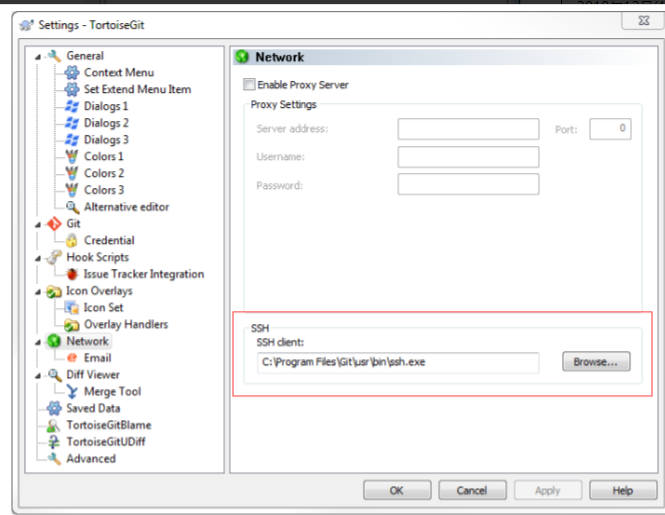 Settings - TortoiseGit
General
Context Menu
Set Extend Menu Item
Dialogs 1
Dialogs 2
Dialogs 3
Colors 1
Colors 2
Colors 3
Alternative editor
Git
Credential
Hook Scripts
Issue Tracker Integration
Icon Overlays
Icon Set
Overlay Handlers
Network
Email
Diff Viewer
Merge Tool
Saved Data
TortoiseGitBlame
TortoiseGitUDiff
Advanced
Network
Enable Proxy Server
Proxy Settings
Server address: Port: 0
Username:
Password:
SSH
SSH client:
C:\Program Files\Git\usr\bin\ssh.exe Browse...
OK Cancel Apply Help